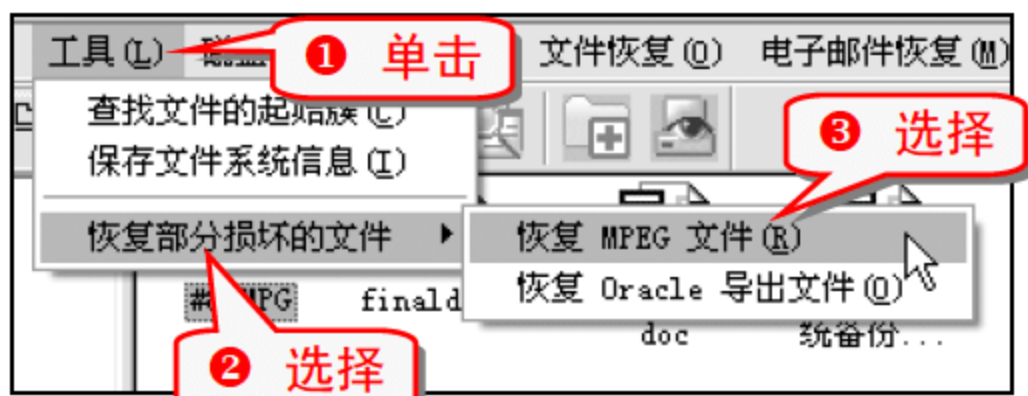 工具(L)
❶ 单击
文件恢复(O)
电子邮件恢复(M)
查找文件的起始簇(C)
保存文件系统信息(I)
❸ 选择
恢复部分损坏的文件
恢复 MPEG 文件(R)
恢复 Oracle 导出文件(O)
finald
doc
统备份...
❷ 选择